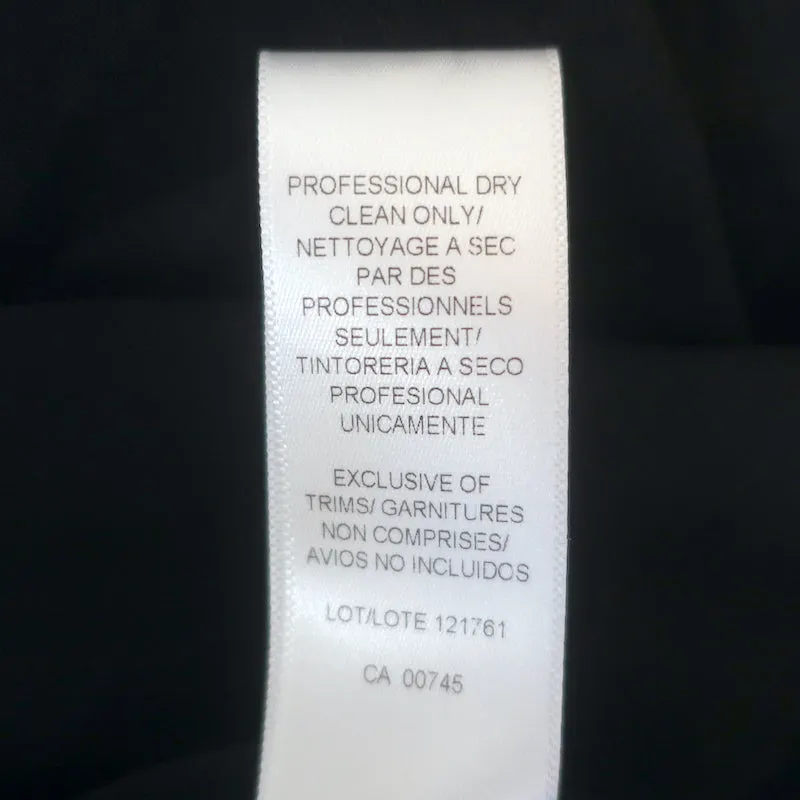 PROFESSIONAL DRY
CLEAN ONLY/
NETTOYAGE A SEC
PAR DES
PROFESSIONNELS
SEULEMENT/
TINTORERIA A SECO
PROFESIONAL
UNICAMENTE
EXCLUSIVE OF
TRIMS/ GARNITURES
NON COMPRISES/
AVIOS NO INCLUIDOS
LOT/LOTE 121761
CA 00745